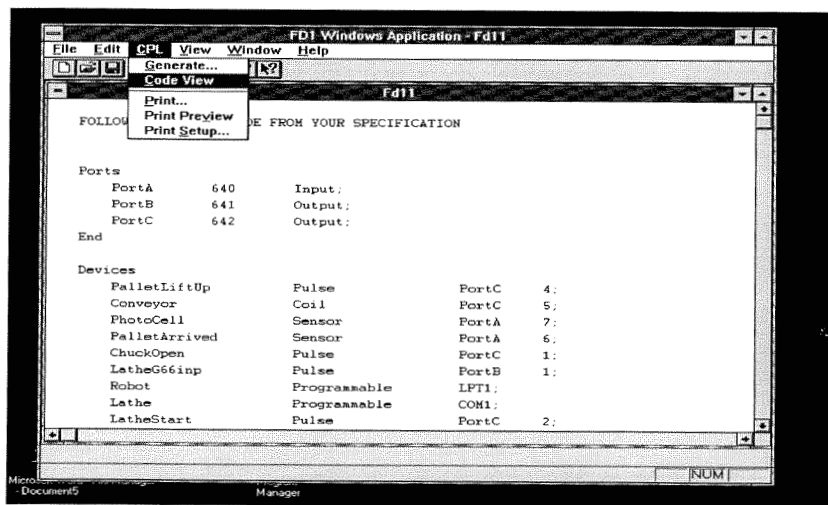 FD1 Windows Application - Fd11
File Edit CPL View Window Help
Generate...
Code View
Print...
Print Preview
Print Setup...
Fd11
FOLLOW DE FROM YOUR SPECIFICATION
Ports
PortA 640 Input;
PortB 641 Output;
PortC 642 Output;
End
Devices
PalletLiftUp Pulse PortC 4;
Conveyor Coil PortC 5;
PhotoCell Sensor PortA 7;
PalletArrived Sensor PortA 6;
ChuckOpen Pulse PortC 1;
LatheG66inp Pulse PortB 1;
Robot Programmable LPT1;
Lathe Programmable COM1;
LatheStart Pulse PortC 2;
NUM
- Document5
Manager